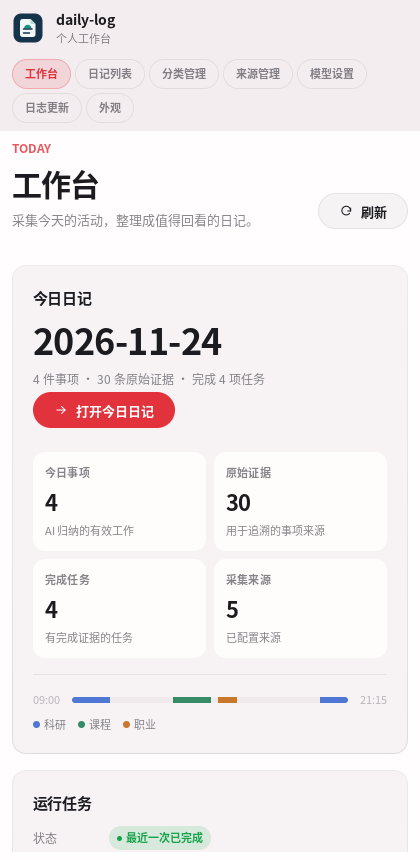 daily-log
个人工作台
工作台
日记列表
分类管理
来源管理
模型设置
日志更新
外观
TODAY
工作台
采集今天的活动，整理成值得回看的日记。
刷新
今日日记
2026-11-24
4 件事项 · 30 条原始证据 · 完成 4 项任务
打开今日日记
今日事项
4
AI 归纳的有效工作
原始证据
30
用于追溯的事项来源
完成任务
4
有完成证据的任务
采集来源
5
已配置来源
09:00
21:15
科研
课程
职业
运行任务
状态
最近一次已完成